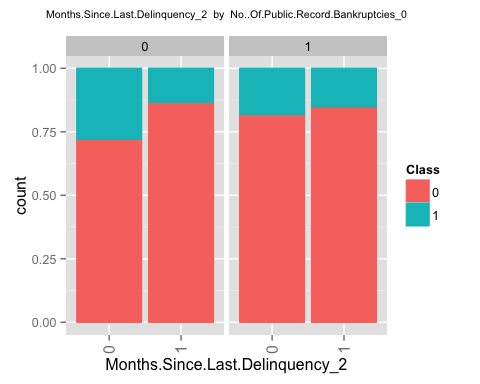 Months.Since.Last.Delinquency_2 by No..Of.Public.Record.Bankruptcies_0
0 1
1.00
0.75
0.50
0.25
0.00
count
0 1 0 1
Months.Since.Last.Delinquency_2
Class
0
1